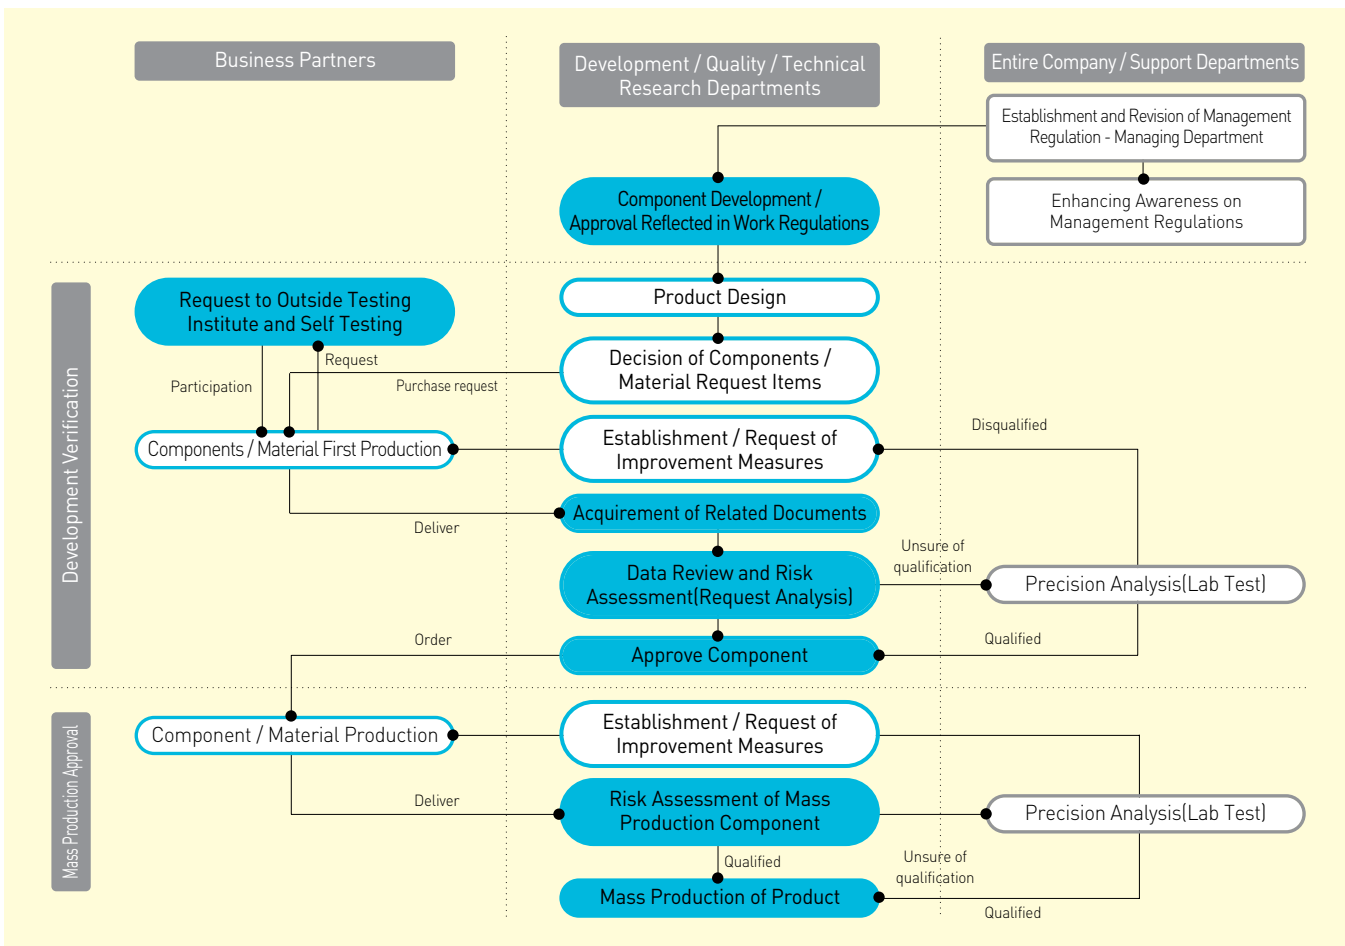 Business Partners
Development / Quality / Technical
Research Departments
Entire Company / Support Departments
Establishment and Revision of Management
Regulation - Managing Department
Component Development /
Approval Reflected in Work Regulations
Enhancing Awareness on
Management Regulations
Development Verification
Request to Outside Testing
Institute and Self Testing
Product Design
Request
Decision of Components /
Material Request Items
Participation
Purchase request
Components / Material First Production
Establishment / Request of
Improvement Measures
Disqualified
Acquirement of Related Documents
Deliver
Unsure of
qualification
Data Review and Risk
Assessment(Request Analysis)
Precision Analysis(Lab Test)
Order
Approve Component
Qualified
Mass Production Approval
Component / Material Production
Establishment / Request of
Improvement Measures
Deliver
Risk Assessment of Mass
Production Component
Precision Analysis(Lab Test)
Qualified
Unsure of
qualification
Mass Production of Product
Qualified